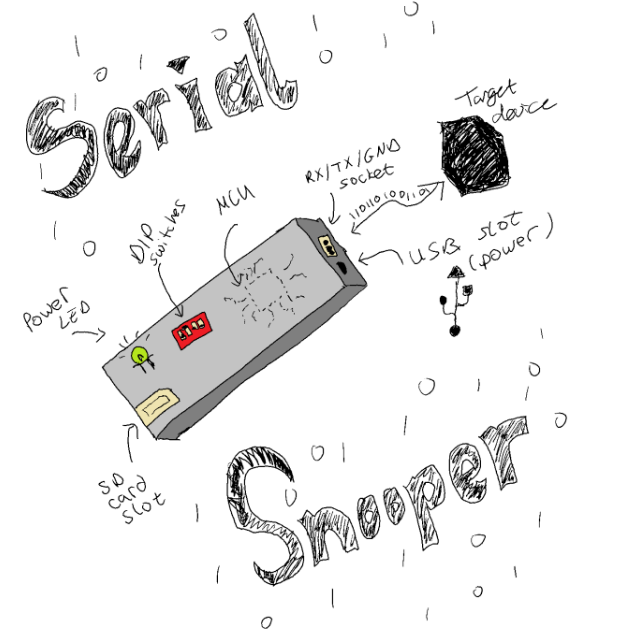 Serial
Target
device
RX/TX/GND
socket
MCU
DIP
switches
110110100110
USB slot
(power)
Power
LED
SD
card
slot
Snooper